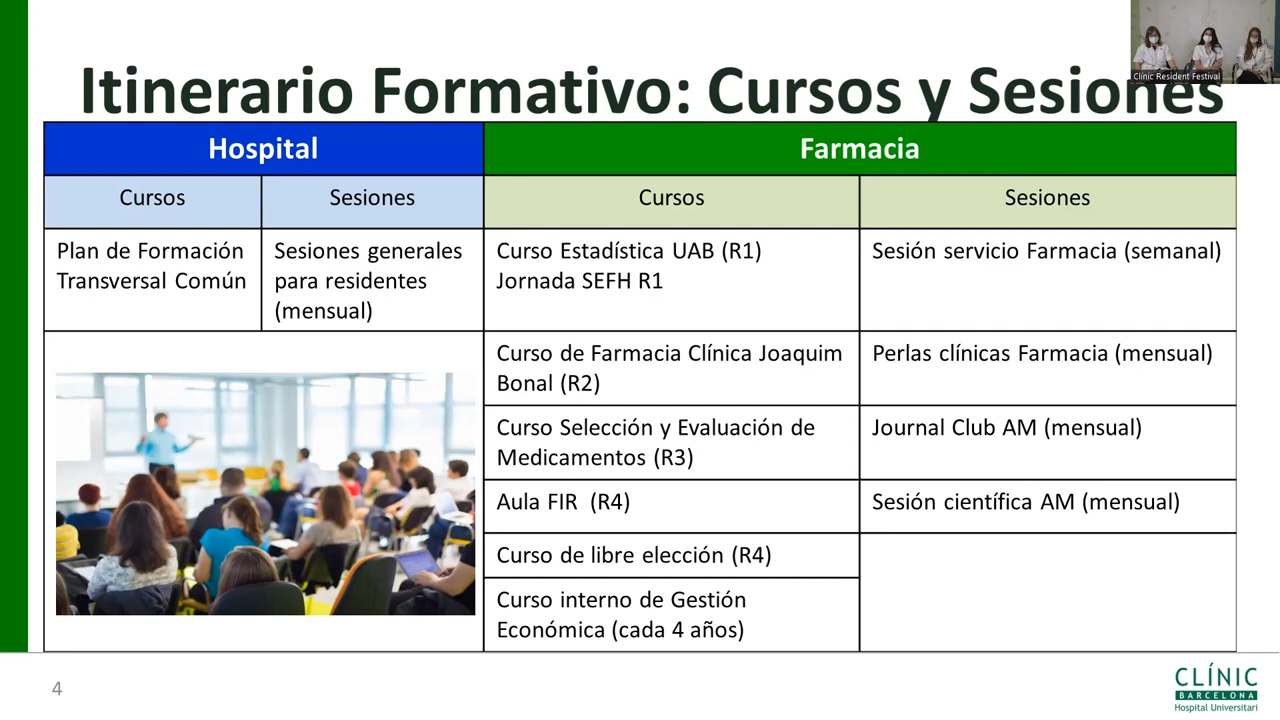 Clínic Resident Festival
Itinerario Formativo: Cursos y Sesiones
Hospital
Farmacia
Cursos
Sesiones
Cursos
Sesiones
Plan de Formación
Transversal Común
Sesiones generales
para residentes
(mensual)
Curso Estadística UAB (R1)
Jornada SEFH R1
Sesión servicio Farmacia (semanal)
Curso de Farmacia Clínica Joaquim
Bonal (R2)
Perlas clínicas Farmacia (mensual)
Curso Selección y Evaluación de
Medicamentos (R3)
Journal Club AM (mensual)
Aula FIR (R4)
Sesión científica AM (mensual)
Curso de libre elección (R4)
Curso interno de Gestión
Económica (cada 4 años)
4
CLÍNIC
BARCELONA
Hospital Universitari